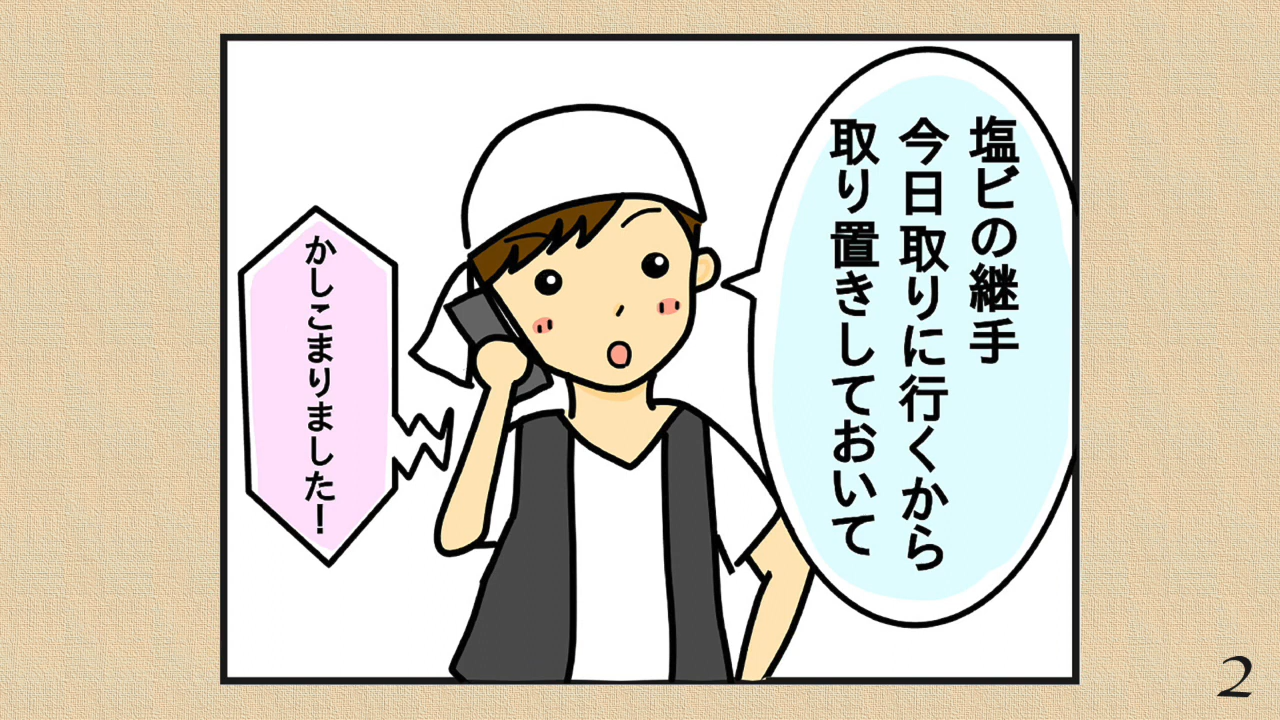 塩ビの継手
今日取りに行くから
取り置きしておいて
かしこまりました!
2